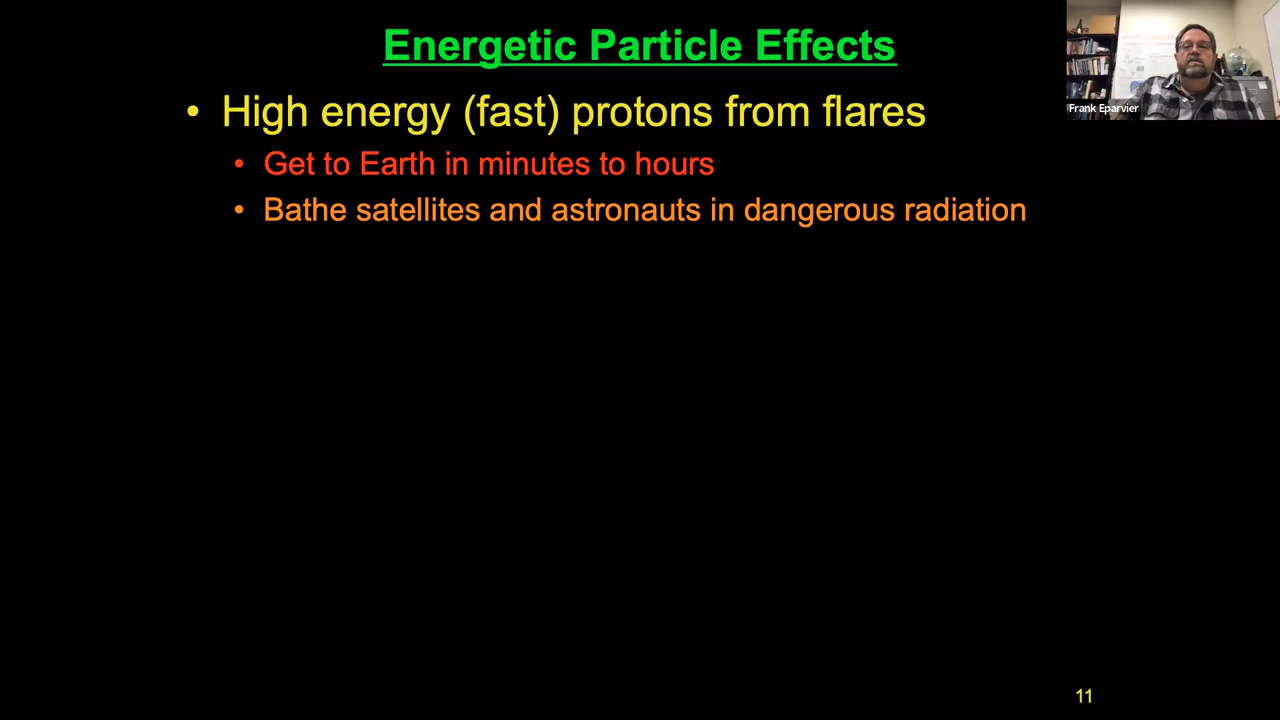 Energetic Particle Effects
• High energy (fast) protons from flares
• Get to Earth in minutes to hours
• Bathe satellites and astronauts in dangerous radiation
Frank Eparvier
11